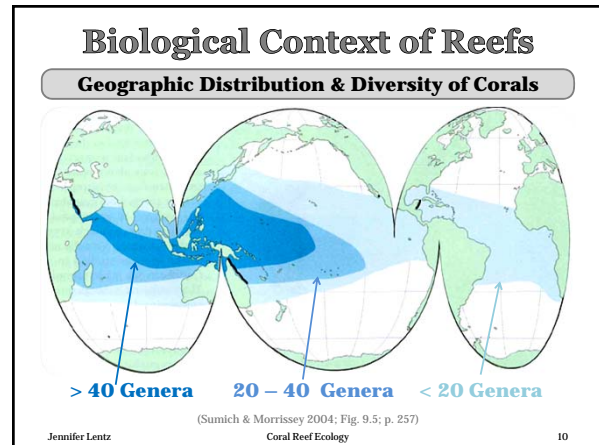 Biological Context of Reefs
Geographic Distribution & Diversity of Corals
> 40 Genera 20 – 40 Genera < 20 Genera
(Sumich & Morrissey 2004; Fig. 9.5; p. 257)
Jennifer Lentz Coral Reef Ecology 10